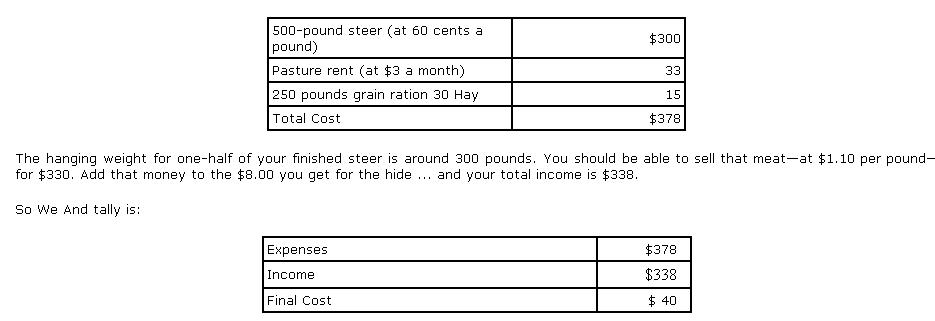 500-pound steer (at 60 cents a
pound) $300
Pasture rent (at $3 a month) 33
250 pounds grain ration 30 Hay 15
Total Cost $378
The hanging weight for one-half of your finished steer is around 300 pounds. You should be able to sell that meat—at $1.10 per pound—
for $330. Add that money to the $8.00 you get for the hide ... and your total income is $338.
So We And tally is:
Expenses $378
Income $338
Final Cost $ 40